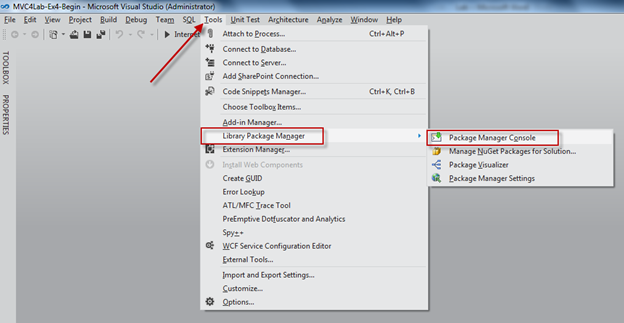 MVC4Lab-Ex4-Begin - Microsoft Visual Studio (Administrator)
File Edit View Project Build Debug Team SQL Tools Unit Test Architecture Analyze Window Help
Internet
TOOLBOX
PROPERTIES
Attach to Process... Ctrl+Alt+P
Connect to Database...
Connect to Server...
Add SharePoint Connection...
Code Snippets Manager... Ctrl+K, Ctrl+B
Choose Toolbox Items...
Add-in Manager...
Library Package Manager
Extension Manager...
Install Web Components
Create GUID
Error Lookup
ATL/MFC Trace Tool
PreEmptive Dotfuscator and Analytics
Spy++
WCF Service Configuration Editor
External Tools...
Import and Export Settings...
Customize...
Options...
Package Manager Console
Manage NuGet Packages for Solution...
Package Visualizer
Package Manager Settings